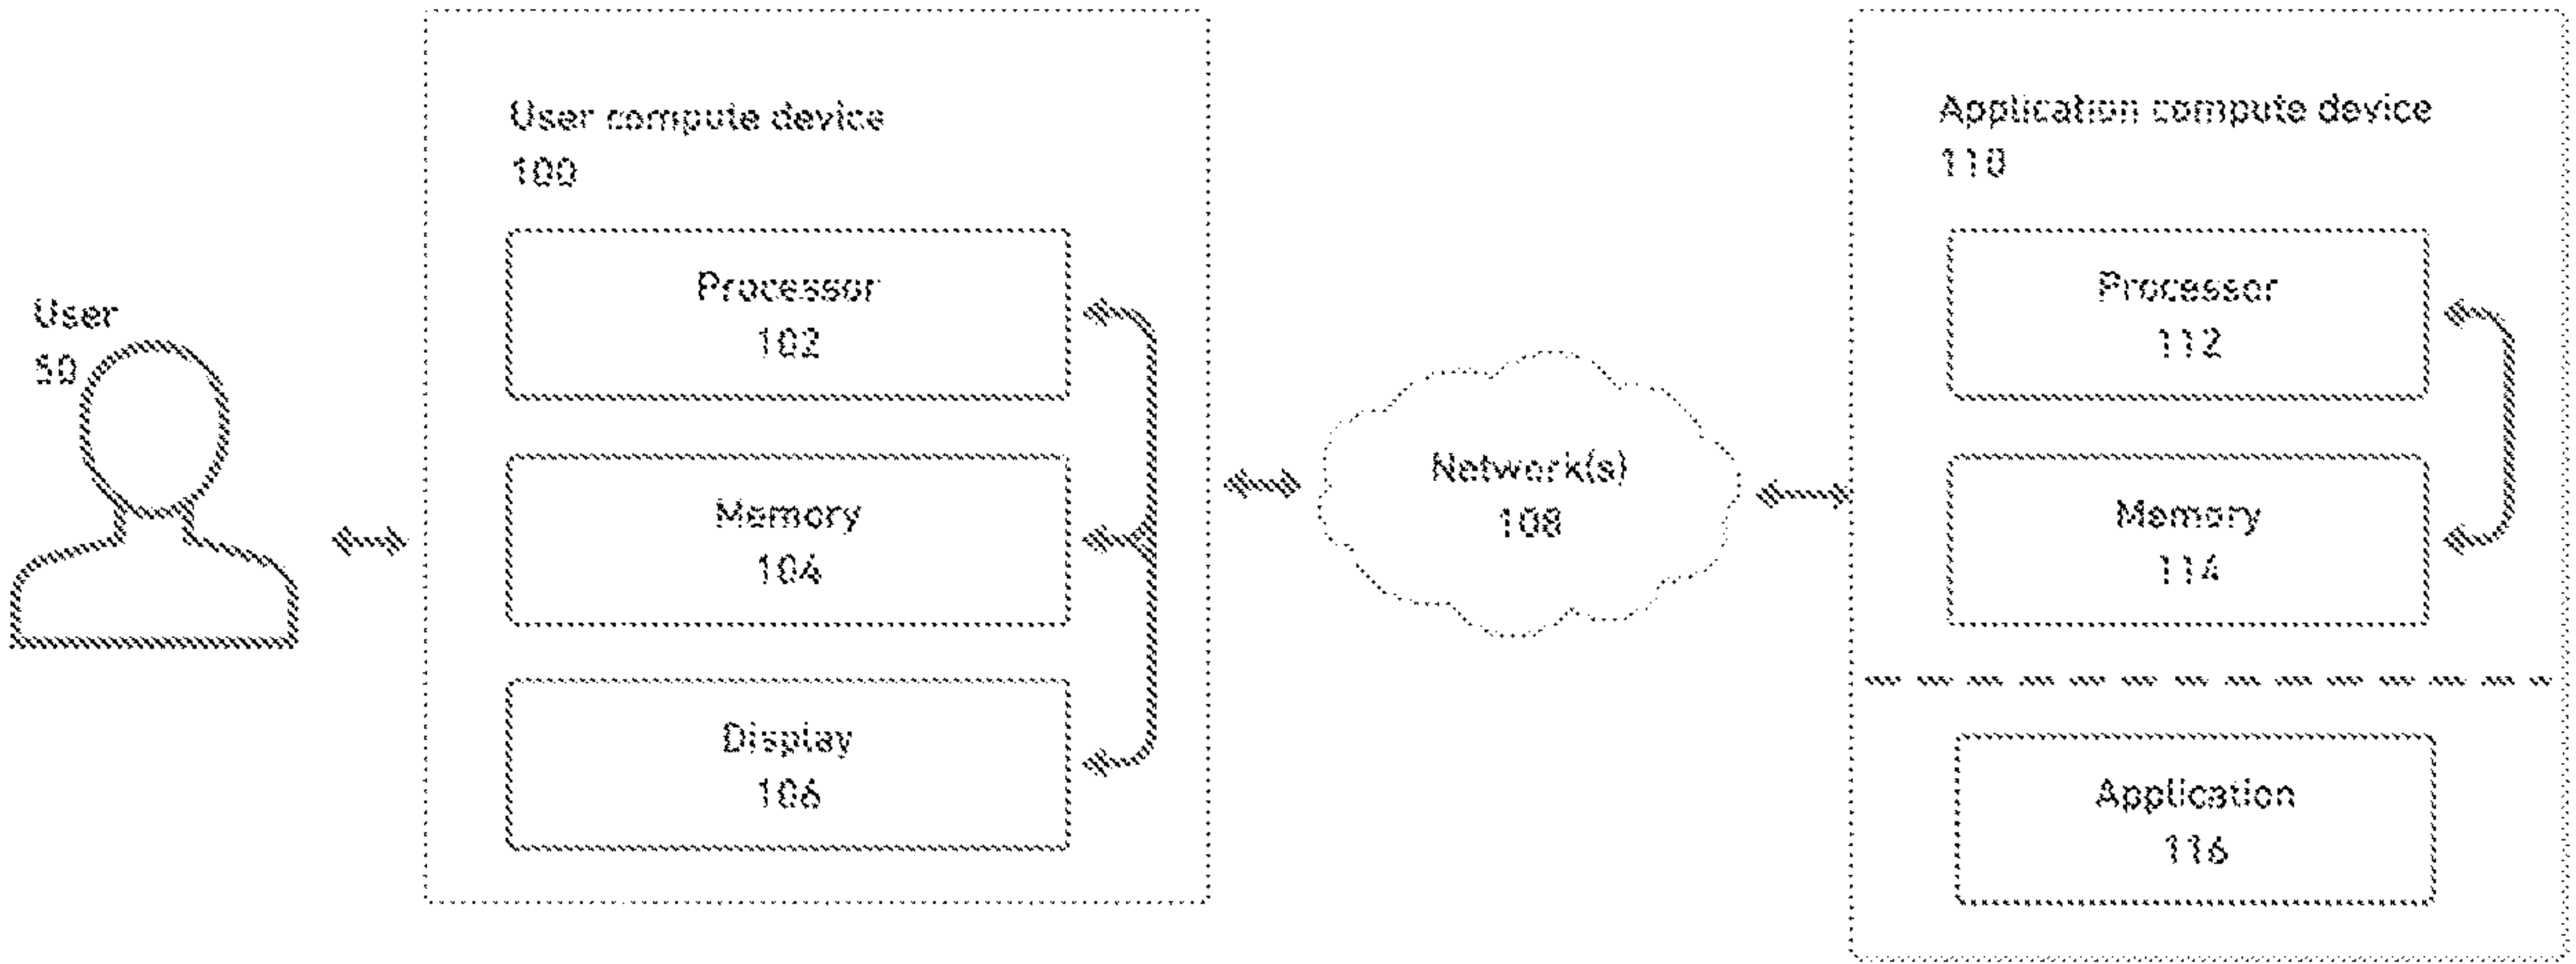 User
50
User compute device
100
Processor
102
Memory
104
Display
106
Network(s)
108
Application compute device
110
Processor
112
Memory
114
Application
116